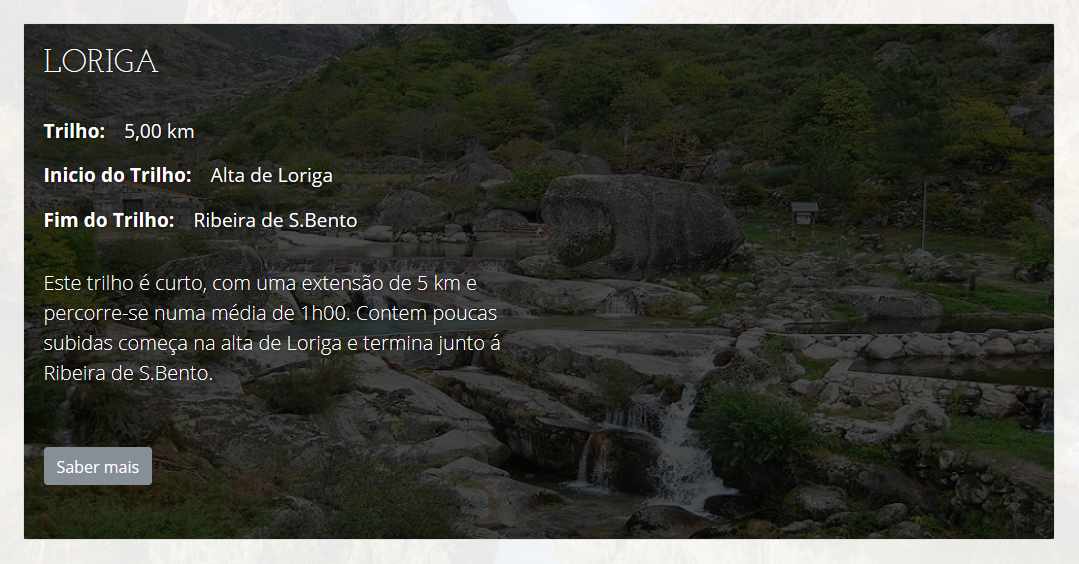 LORIGA
Trilho: 5,00 km
Inicio do Trilho: Alta de Loriga
Fim do Trilho: Ribeira de S.Bento
Este trilho é curto, com uma extensão de 5 km e
percorre-se numa média de 1h00. Contem poucas
subidas começa na alta de Loriga e termina junto á
Ribeira de S.Bento.
Saber mais